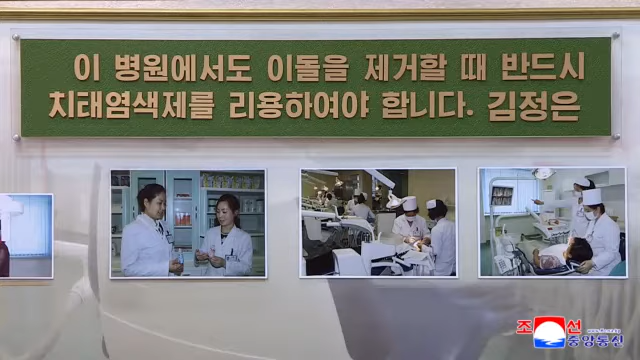 이 병원에서도 이돌을 제거할 때 반드시
치태염색제를 리용하여야 합니다. 김정은
조선
중앙통신